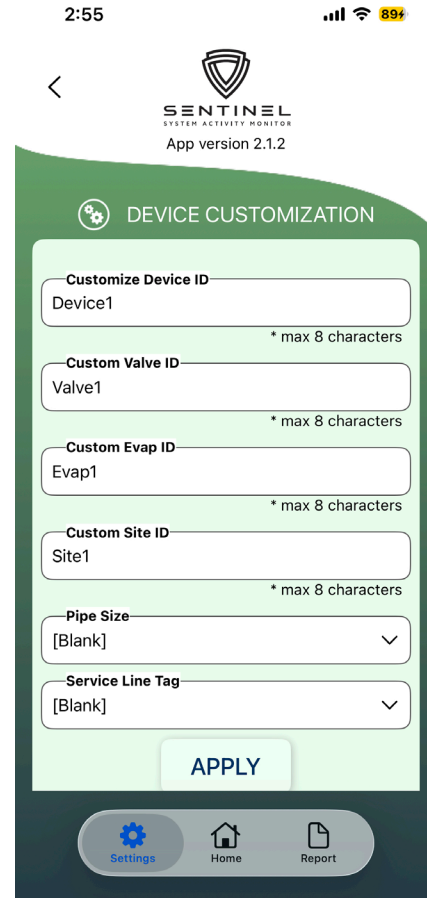 2:55
89
SENTINEL
SYSTEM ACTIVITY MONITOR
App version 2.1.2
DEVICE CUSTOMIZATION
Customize Device ID
Device1
* max 8 characters
Custom Valve ID
Valve1
* max 8 characters
Custom Evap ID
Evap1
* max 8 characters
Custom Site ID
Site1
* max 8 characters
Pipe Size
[Blank]
Service Line Tag
[Blank]
APPLY
Settings
Home
Report